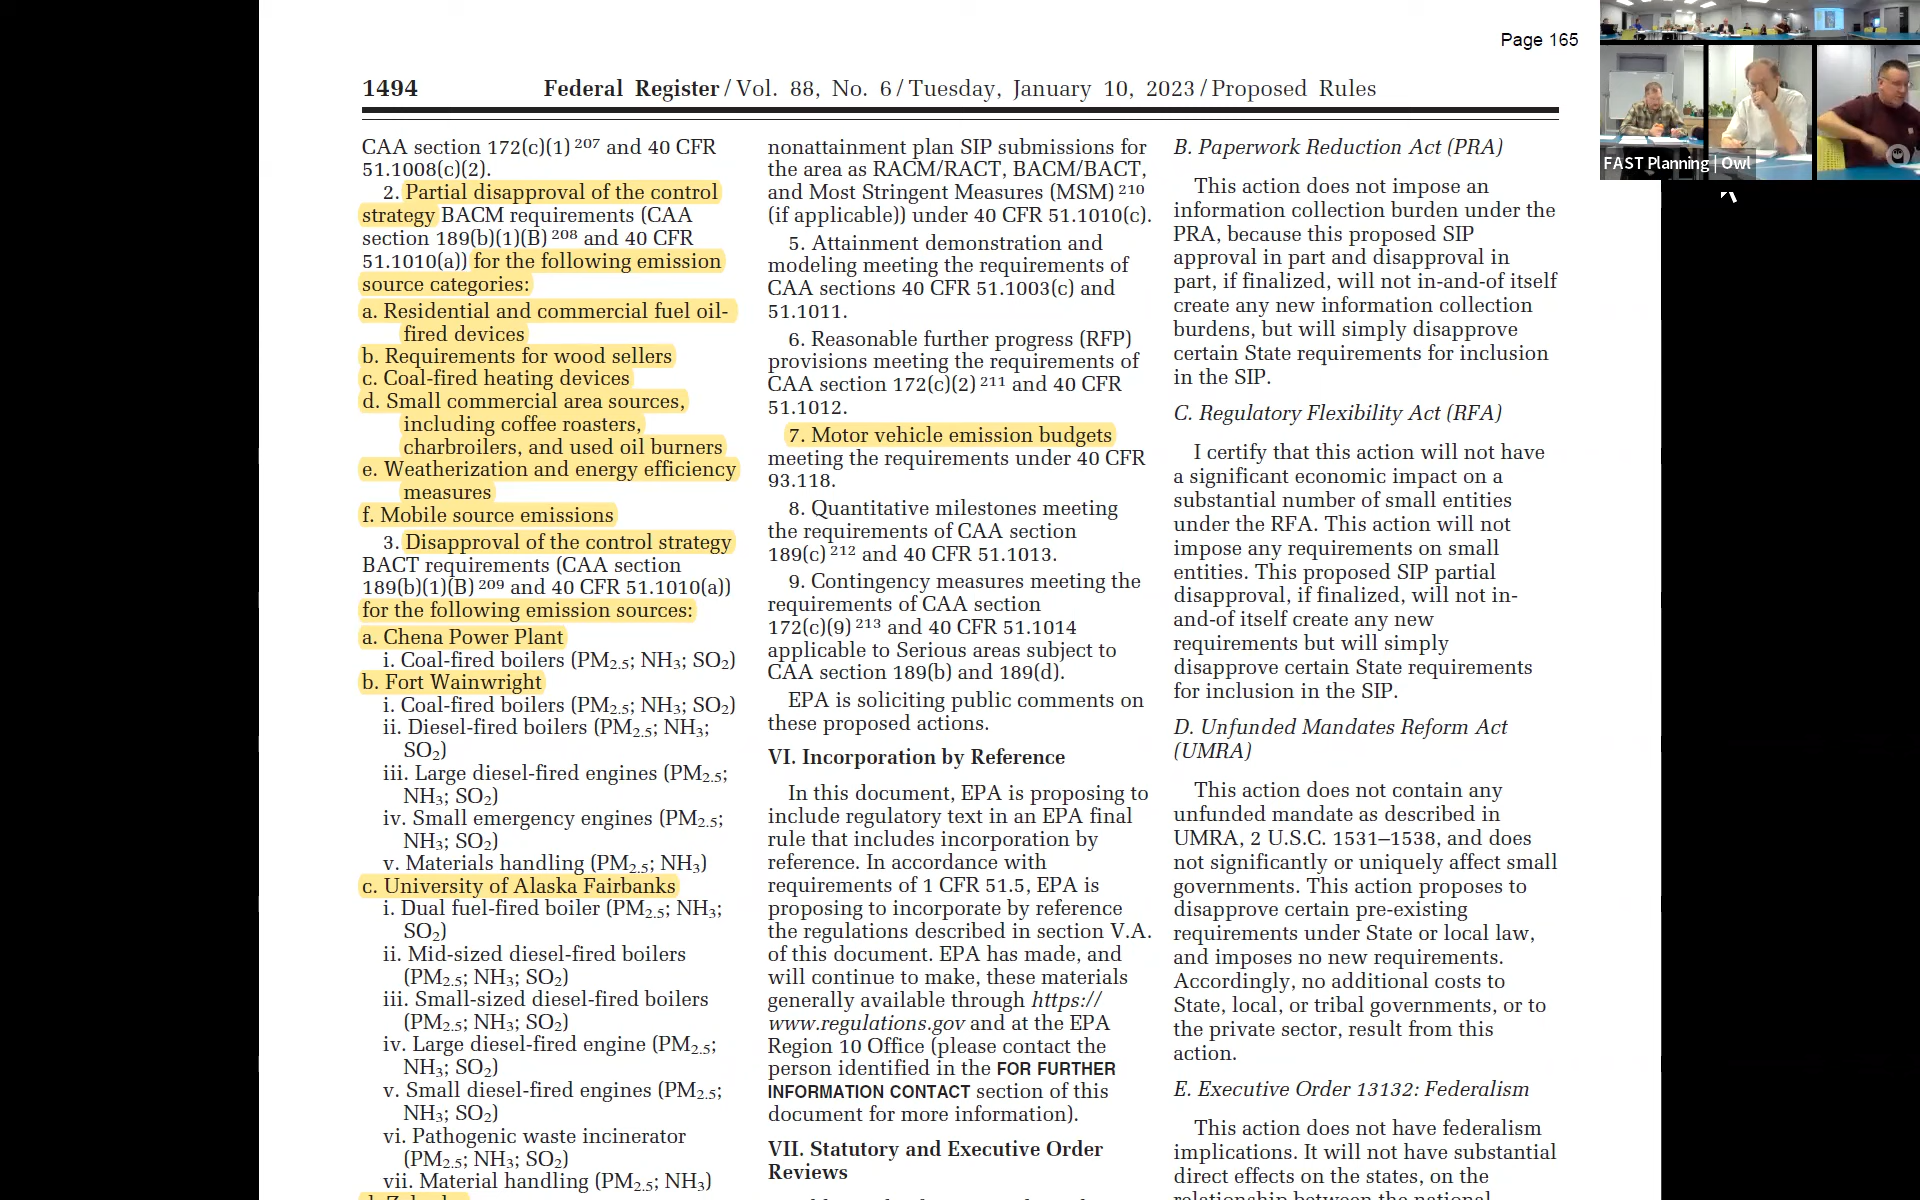 Page 165
1494 Federal Register / Vol. 88, No. 6 / Tuesday, January 10, 2023 / Proposed Rules
CAA section 172(c)(1) 207 and 40 CFR
51.1008(c)(2).
2. Partial disapproval of the control
strategy BACM requirements (CAA
section 189(b)(1)(B) 208 and 40 CFR
51.1010(a)) for the following emission
source categories:
a. Residential and commercial fuel oil-
fired devices
b. Requirements for wood sellers
c. Coal-fired heating devices
d. Small commercial area sources,
including coffee roasters,
charbroilers, and used oil burners
e. Weatherization and energy efficiency
measures
f. Mobile source emissions
3. Disapproval of the control strategy
BACT requirements (CAA section
189(b)(1)(B) 209 and 40 CFR 51.1010(a))
for the following emission sources:
a. Chena Power Plant
i. Coal-fired boilers (PM2.5; NH3; SO2)
b. Fort Wainwright
i. Coal-fired boilers (PM2.5; NH3; SO2)
ii. Diesel-fired boilers (PM2.5; NH3;
SO2)
iii. Large diesel-fired engines (PM2.5;
NH3; SO2)
iv. Small emergency engines (PM2.5;
NH3; SO2)
v. Materials handling (PM2.5; NH3)
c. University of Alaska Fairbanks
i. Dual fuel-fired boiler (PM2.5; NH3;
SO2)
ii. Mid-sized diesel-fired boilers
(PM2.5; NH3; SO2)
iii. Small-sized diesel-fired boilers
(PM2.5; NH3; SO2)
iv. Large diesel-fired engine (PM2.5;
NH3; SO2)
v. Small diesel-fired engines (PM2.5;
NH3; SO2)
vi. Pathogenic waste incinerator
(PM2.5; NH3; SO2)
vii. Material handling (PM2.5; NH3)
nonattainment plan SIP submissions for
the area as RACM/RACT, BACM/BACT,
and Most Stringent Measures (MSM) 210
(if applicable)) under 40 CFR 51.1010(c).
5. Attainment demonstration and
modeling meeting the requirements of
CAA sections 40 CFR 51.1003(c) and
51.1011.
6. Reasonable further progress (RFP)
provisions meeting the requirements of
CAA section 172(c)(2) 211 and 40 CFR
51.1012.
7. Motor vehicle emission budgets
meeting the requirements under 40 CFR
93.118.
8. Quantitative milestones meeting
the requirements of CAA section
189(c) 212 and 40 CFR 51.1013.
9. Contingency measures meeting the
requirements of CAA section
172(c)(9) 213 and 40 CFR 51.1014
applicable to Serious areas subject to
CAA section 189(b) and 189(d).
EPA is soliciting public comments on
these proposed actions.
VI. Incorporation by Reference
In this document, EPA is proposing to
include regulatory text in an EPA final
rule that includes incorporation by
reference. In accordance with
requirements of 1 CFR 51.5, EPA is
proposing to incorporate by reference
the regulations described in section V.A.
of this document. EPA has made, and
will continue to make, these materials
generally available through https://
www.regulations.gov and at the EPA
Region 10 Office (please contact the
person identified in the FOR FURTHER
INFORMATION CONTACT section of this
document for more information).
VII. Statutory and Executive Order
Reviews
B. Paperwork Reduction Act (PRA)
This action does not impose an
information collection burden under the
PRA, because this proposed SIP
approval in part and disapproval in
part, if finalized, will not in-and-of itself
create any new information collection
burdens, but will simply disapprove
certain State requirements for inclusion
in the SIP.
C. Regulatory Flexibility Act (RFA)
I certify that this action will not have
a significant economic impact on a
substantial number of small entities
under the RFA. This action will not
impose any requirements on small
entities. This proposed SIP partial
disapproval, if finalized, will not in-
and-of itself create any new
requirements but will simply
disapprove certain State requirements
for inclusion in the SIP.
D. Unfunded Mandates Reform Act
(UMRA)
This action does not contain any
unfunded mandate as described in
UMRA, 2 U.S.C. 1531–1538, and does
not significantly or uniquely affect small
governments. This action proposes to
disapprove certain pre-existing
requirements under State or local law,
and imposes no new requirements.
Accordingly, no additional costs to
State, local, or tribal governments, or to
the private sector, result from this
action.
E. Executive Order 13132: Federalism
This action does not have federalism
implications. It will not have substantial
direct effects on the states, on the
relationship between the national
FAST Planning | Owl